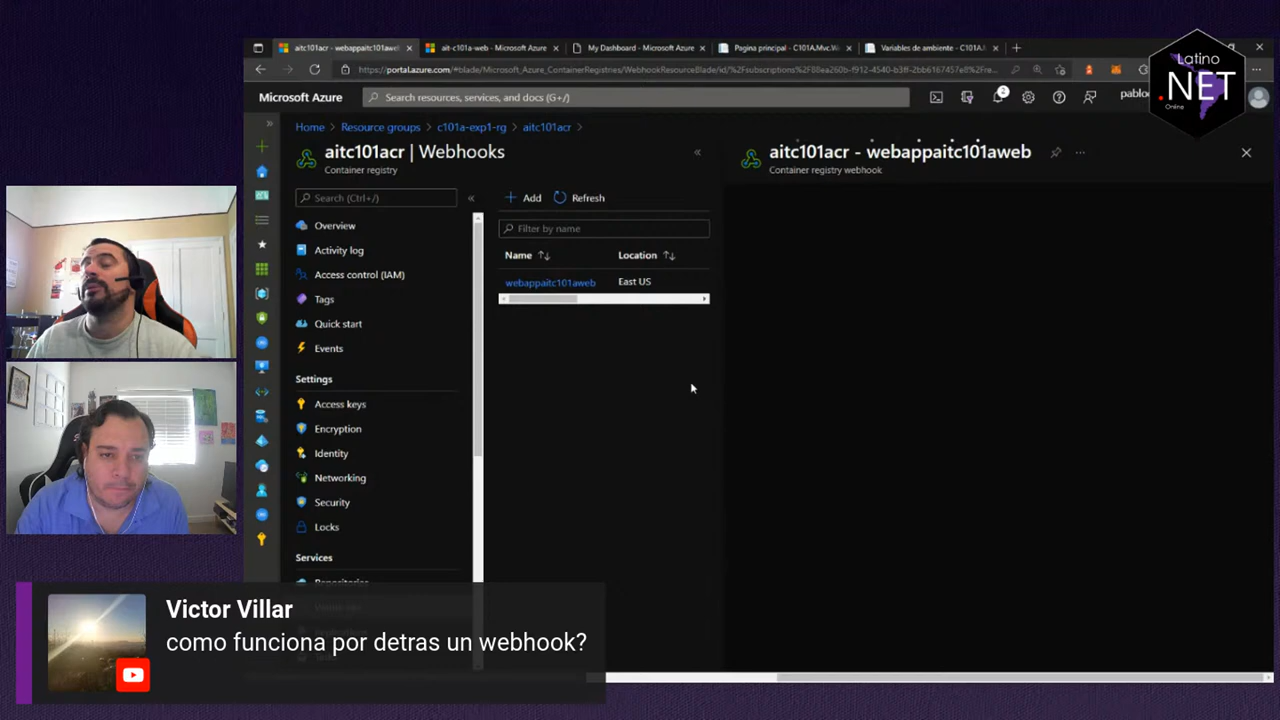 aitc101acr - webappaitc101aweb
ait-c101a-web - Microsoft Azure
My Dashboard - Microsoft Azure
Pagina principal - C101A.Mvc.W
Variables de ambiente - C101A.M
Latino
.NET
Online
Microsoft Azure
Search resources, services, and docs (G+/)
2
pabloc
Home
Resource groups
c101a-exp1-rg
aitc101acr
aitc101acr | Webhooks
Container registry
aitc101acr - webappaitc101aweb
Container registry webhook
Search (Ctrl+/)
Add
Refresh
Overview
Filter by name
Activity log
Name
Location
Access control (IAM)
webappaitc101aweb
East US
Tags
Quick start
Events
Settings
Access keys
Encryption
Identity
Networking
Security
Locks
Services
Victor Villar
como funciona por detras un webhook?